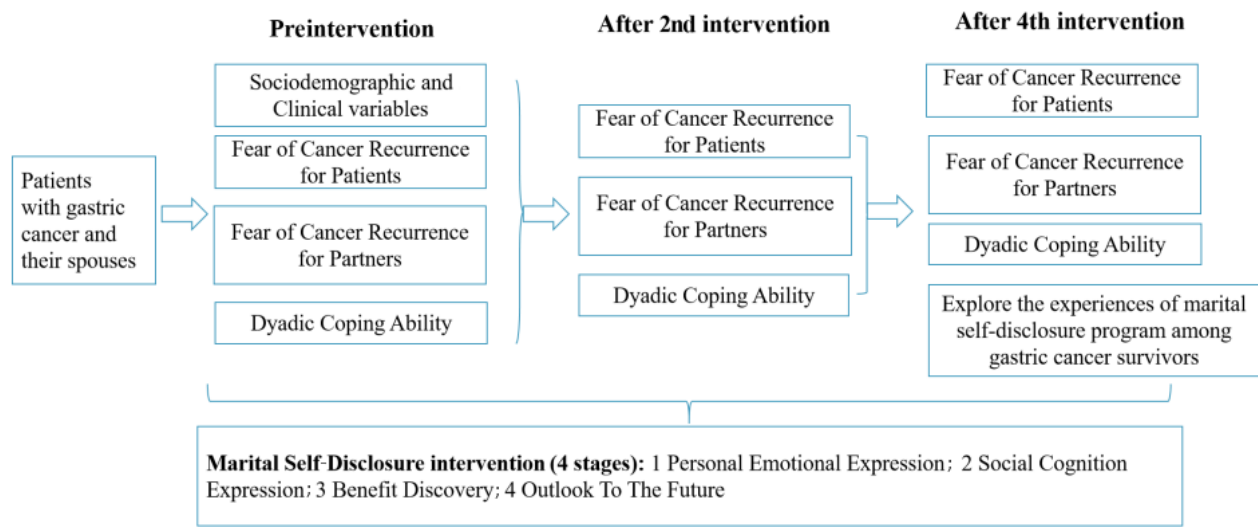 Preintervention
After 2nd intervention
After 4th intervention
Patients
with gastric
cancer and
their spouses
Sociodemographic and
Clinical variables
Fear of Cancer Recurrence
for Patients
Fear of Cancer Recurrence
for Partners
Dyadic Coping Ability
Fear of Cancer Recurrence
for Patients
Fear of Cancer Recurrence
for Partners
Dyadic Coping Ability
Fear of Cancer Recurrence
for Patients
Fear of Cancer Recurrence
for Partners
Dyadic Coping Ability
Explore the experiences of marital
self-disclosure program among
gastric cancer survivors
Marital Self-Disclosure intervention (4 stages): 1 Personal Emotional Expression; 2 Social Cognition
Expression; 3 Benefit Discovery; 4 Outlook To The Future